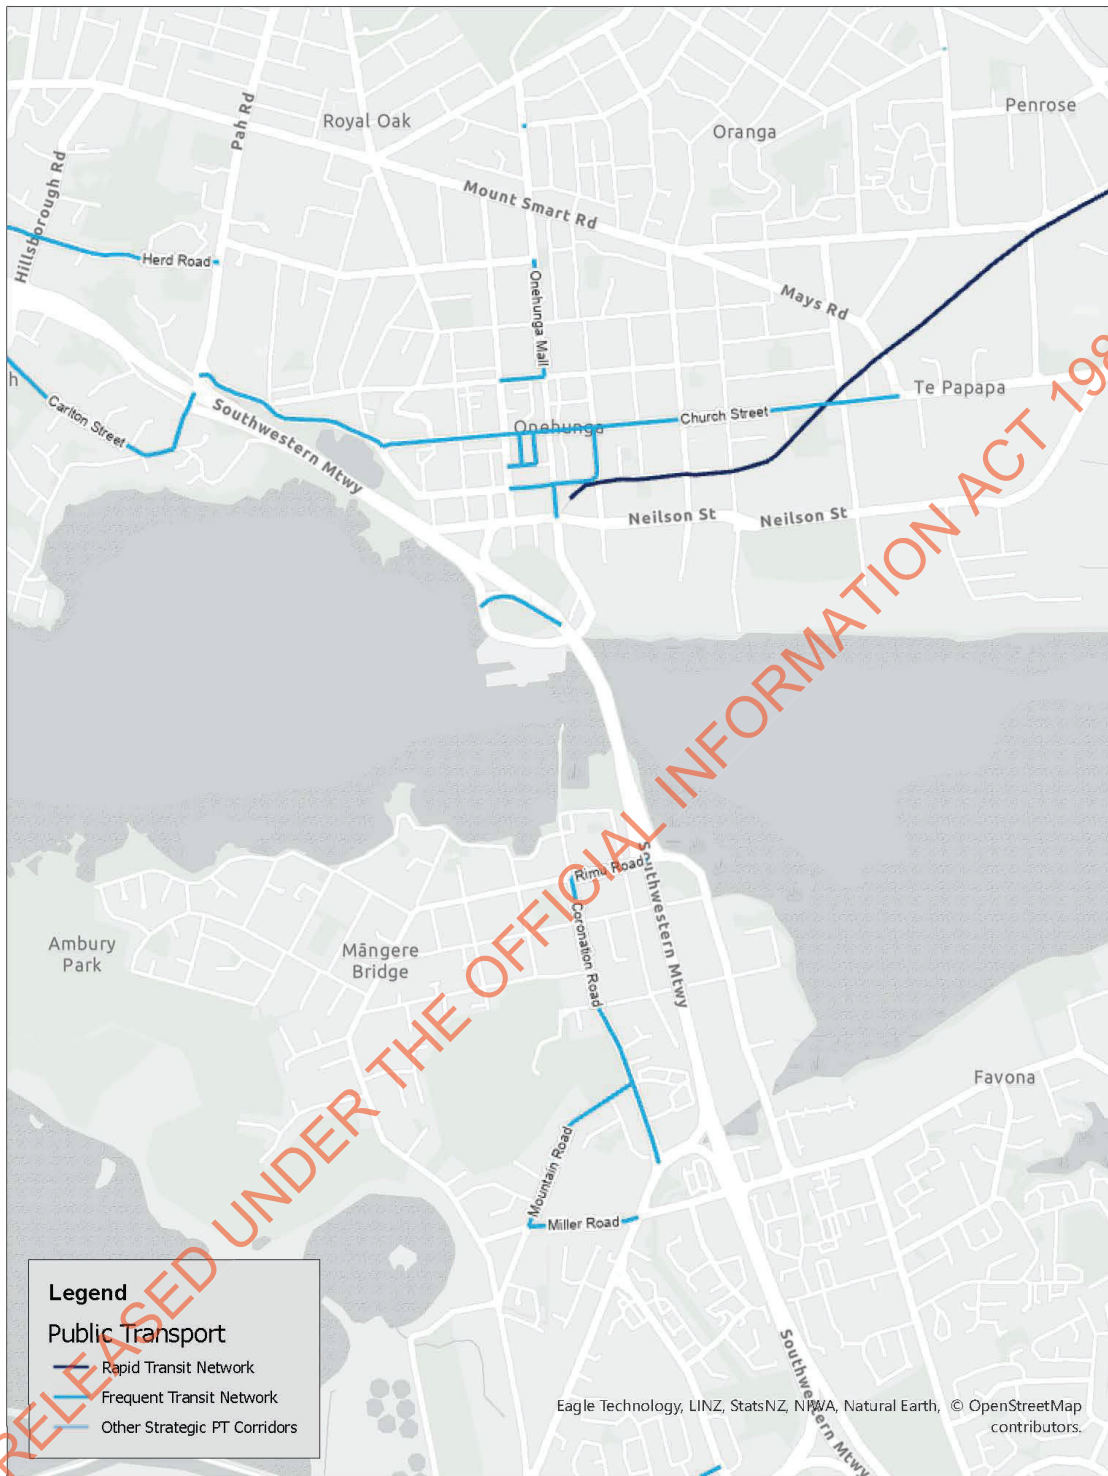 Penrose
Royal Oak
Oranga
Pah Rd
Hillsborough Rd
Mount Smart Rd
Herd Road
Onehunga Mall
Mays Rd
h
Te Papapa
Carlton Street
Southwestern Mtwy
Church Street
Onehunga
Neilson St
Neilson St
Rimu Road
Southwestern Mtwy
Coronation Road
Ambury
Park
Māngere
Bridge
Favona
Mountain Road
Miller Road
Southwestern Mtwy
RELEASED UNDER THE OFFICIAL INFORMATION ACT 198
Legend
Public Transport
Rapid Transit Network
Frequent Transit Network
Other Strategic PT Corridors
Eagle Technology, LINZ, StatsNZ, NIWA, Natural Earth, © OpenStreetMap
contributors.